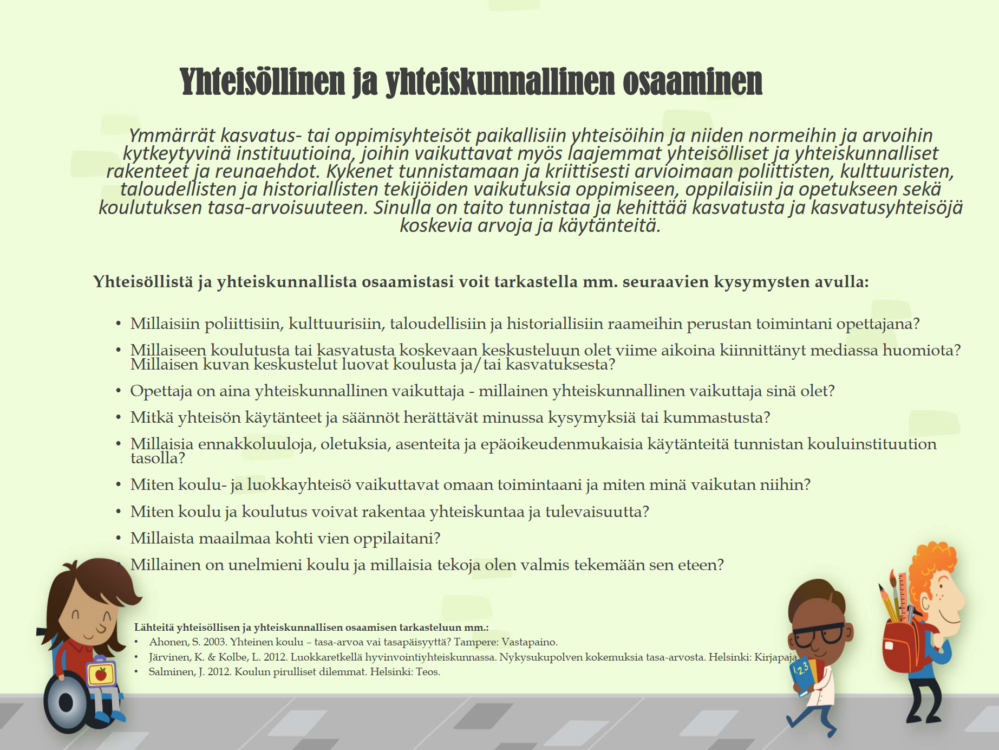 Yhteisöllinen ja yhteiskunnallinen osaaminen
Ymmärrät kasvatus- tai oppimisyhteisöt paikallisiin yhteisöihin ja niiden normeihin ja arvoihin
kytkeytyvinä instituutioina, joihin vaikuttavat myös laajemmat yhteisölliset ja yhteiskunnalliset
rakenteet ja reunaehdot. Kykenet tunnistamaan ja kriittisesti arvioimaan poliittisten, kulttuuristen,
taloudellisten ja historiallisten tekijöiden vaikutuksia oppimiseen, oppilaisiin ja opetukseen sekä
koulutuksen tasa-arvoisuuteen. Sinulla on taito tunnistaa ja kehittää kasvatusta ja kasvatusyhteisöjä
koskevia arvoja ja käytänteitä.
Yhteisöllistä ja yhteiskunnallista osaamistasi voit tarkastella mm. seuraavien kysymysten avulla:
• Millaisiin poliittisiin, kulttuurisiin, taloudellisiin ja historiallisiin raameihin perustan toimintani opettajana?
• Millaiseen koulutusta tai kasvatusta koskevaan keskusteluun olet viime aikoina kiinnittänyt mediassa huomiota?
Millaisen kuvan keskustelut luovat koulusta ja/tai kasvatuksesta?
• Opettaja on aina yhteiskunnallinen vaikuttaja - millainen yhteiskunnallinen vaikuttaja sinä olet?
• Mitkä yhteisön käytänteet ja säännöt herättävät minussa kysymyksiä tai kummastusta?
• Millaisia ennakkoluuloja, oletuksia, asenteita ja epäoikeudenmukaisia käytänteitä tunnistan kouluinstituution
tasolla?
• Miten koulu- ja luokkayhteisö vaikuttavat omaan toimintaani ja miten minä vaikutan niihin?
• Miten koulu ja koulutus voivat rakentaa yhteiskuntaa ja tulevaisuutta?
• Millaista maailmaa kohti vien oppilaitani?
• Millainen on unelmieni koulu ja millaisia tekoja olen valmis tekemään sen eteen?
Lähteitä yhteisöllisen ja yhteiskunnallisen osaamisen tarkasteluun mm.:
• Ahonen, S. 2003. Yhteinen koulu – tasa-arvoa vai tasapäisyyttä? Tampere: Vastapaino.
• Järvinen, K. & Kolbe, L. 2012. Luokkaretkellä hyvinvointiyhteiskunnassa. Nykysukupolven kokemuksia tasa-arvosta. Helsinki: Kirjapaja.
• Salminen, J. 2012. Koulun pirulliset dilemmat. Helsinki: Teos.
1.2.3